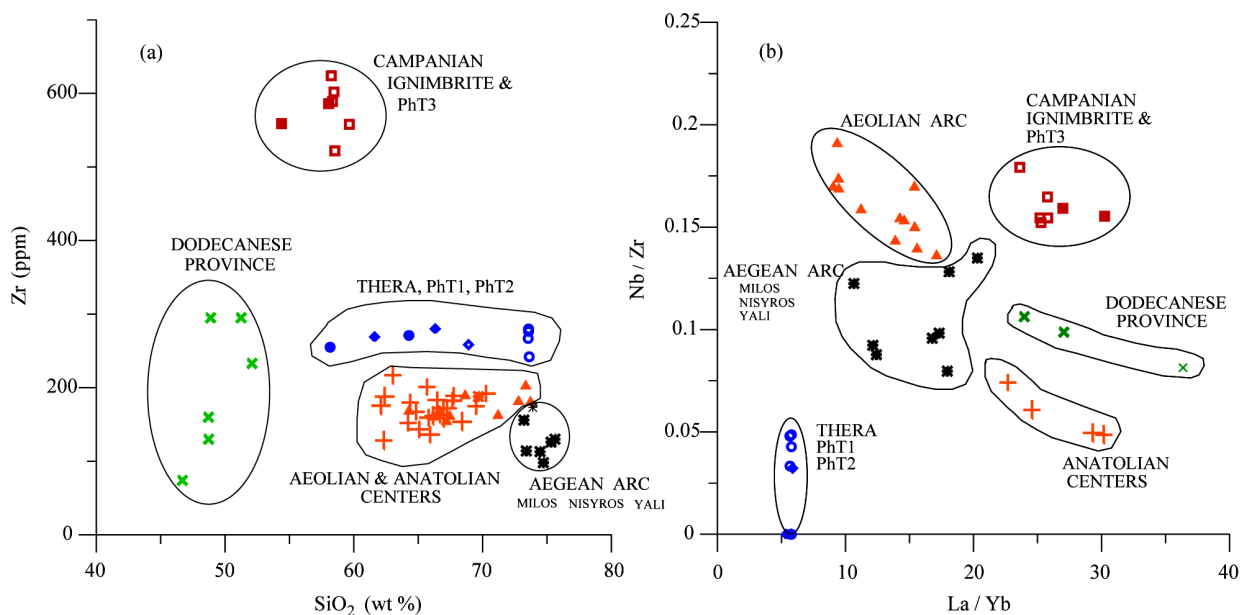 (a)
CAMPANIAN
IGNIMBRITE &
PhT3
600
400
200
0
Zr (ppm)
DODECANESE
PROVINCE
THERA, PhT1, PhT2
AEOLIAN & ANATOLIAN
CENTERS
AEGEAN ARC
MILOS NISYROS YALI
40
50
60
70
80
SiO2 (wt %)
(b)
0.25
0.2
0.15
0.1
0.05
0
Nb / Zr
AEOLIAN ARC
CAMPANIAN
IGNIMBRITE &
PhT3
AEGEAN ARC
MILOS
NISYROS
YALI
DODECANESE
PROVINCE
THERA
PhT1
PhT2
ANATOLIAN
CENTERS
0
10
20
30
40
La / Yb